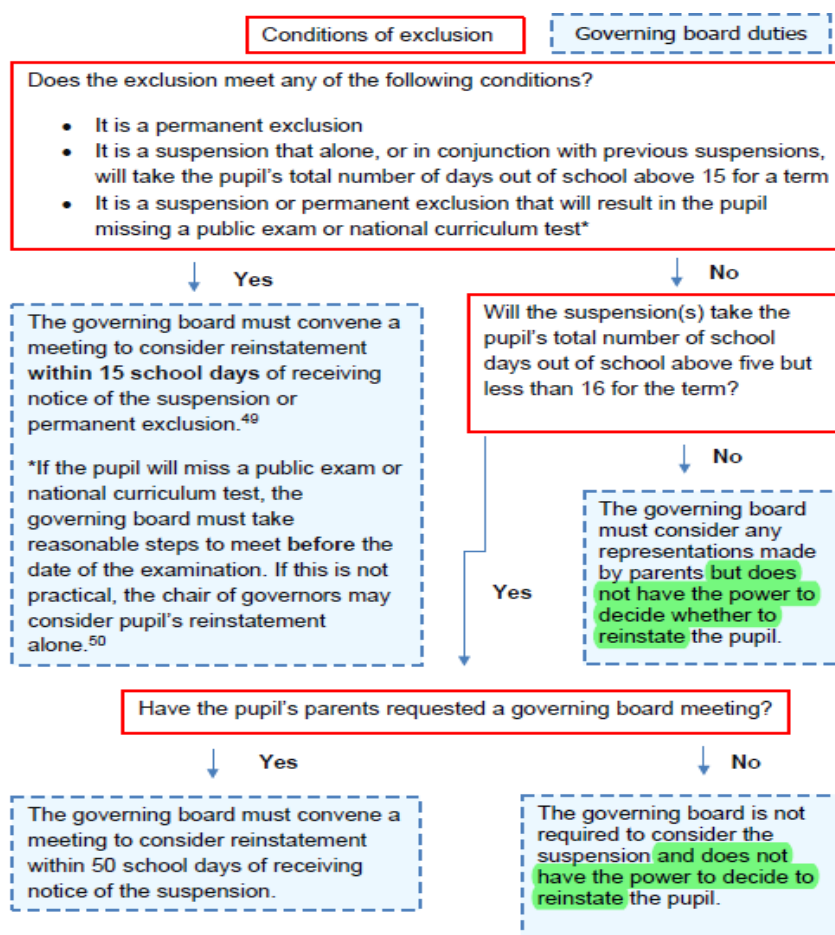 Conditions of exclusion
Governing board duties
Does the exclusion meet any of the following conditions?
• It is a permanent exclusion
• It is a suspension that alone, or in conjunction with previous suspensions,
will take the pupil's total number of days out of school above 15 for a term
• It is a suspension or permanent exclusion that will result in the pupil
missing a public exam or national curriculum test*
Yes
No
The governing board must convene a
meeting to consider reinstatement
within 15 school days of receiving
notice of the suspension or
permanent exclusion.49
*If the pupil will miss a public exam or
national curriculum test, the
governing board must take
reasonable steps to meet before the
date of the examination. If this is not
practical, the chair of governors may
consider pupil's reinstatement
alone.50
Will the suspension(s) take the
pupil's total number of school
days out of school above five but
less than 16 for the term?
No
The governing board
must consider any
representations made
by parents but does
not have the power to
decide whether to
reinstate the pupil.
Yes
Have the pupil's parents requested a governing board meeting?
Yes
No
The governing board must convene a
meeting to consider reinstatement
within 50 school days of receiving
notice of the suspension.
The governing board is not
required to consider the
suspension and does not
have the power to decide to
reinstate the pupil.